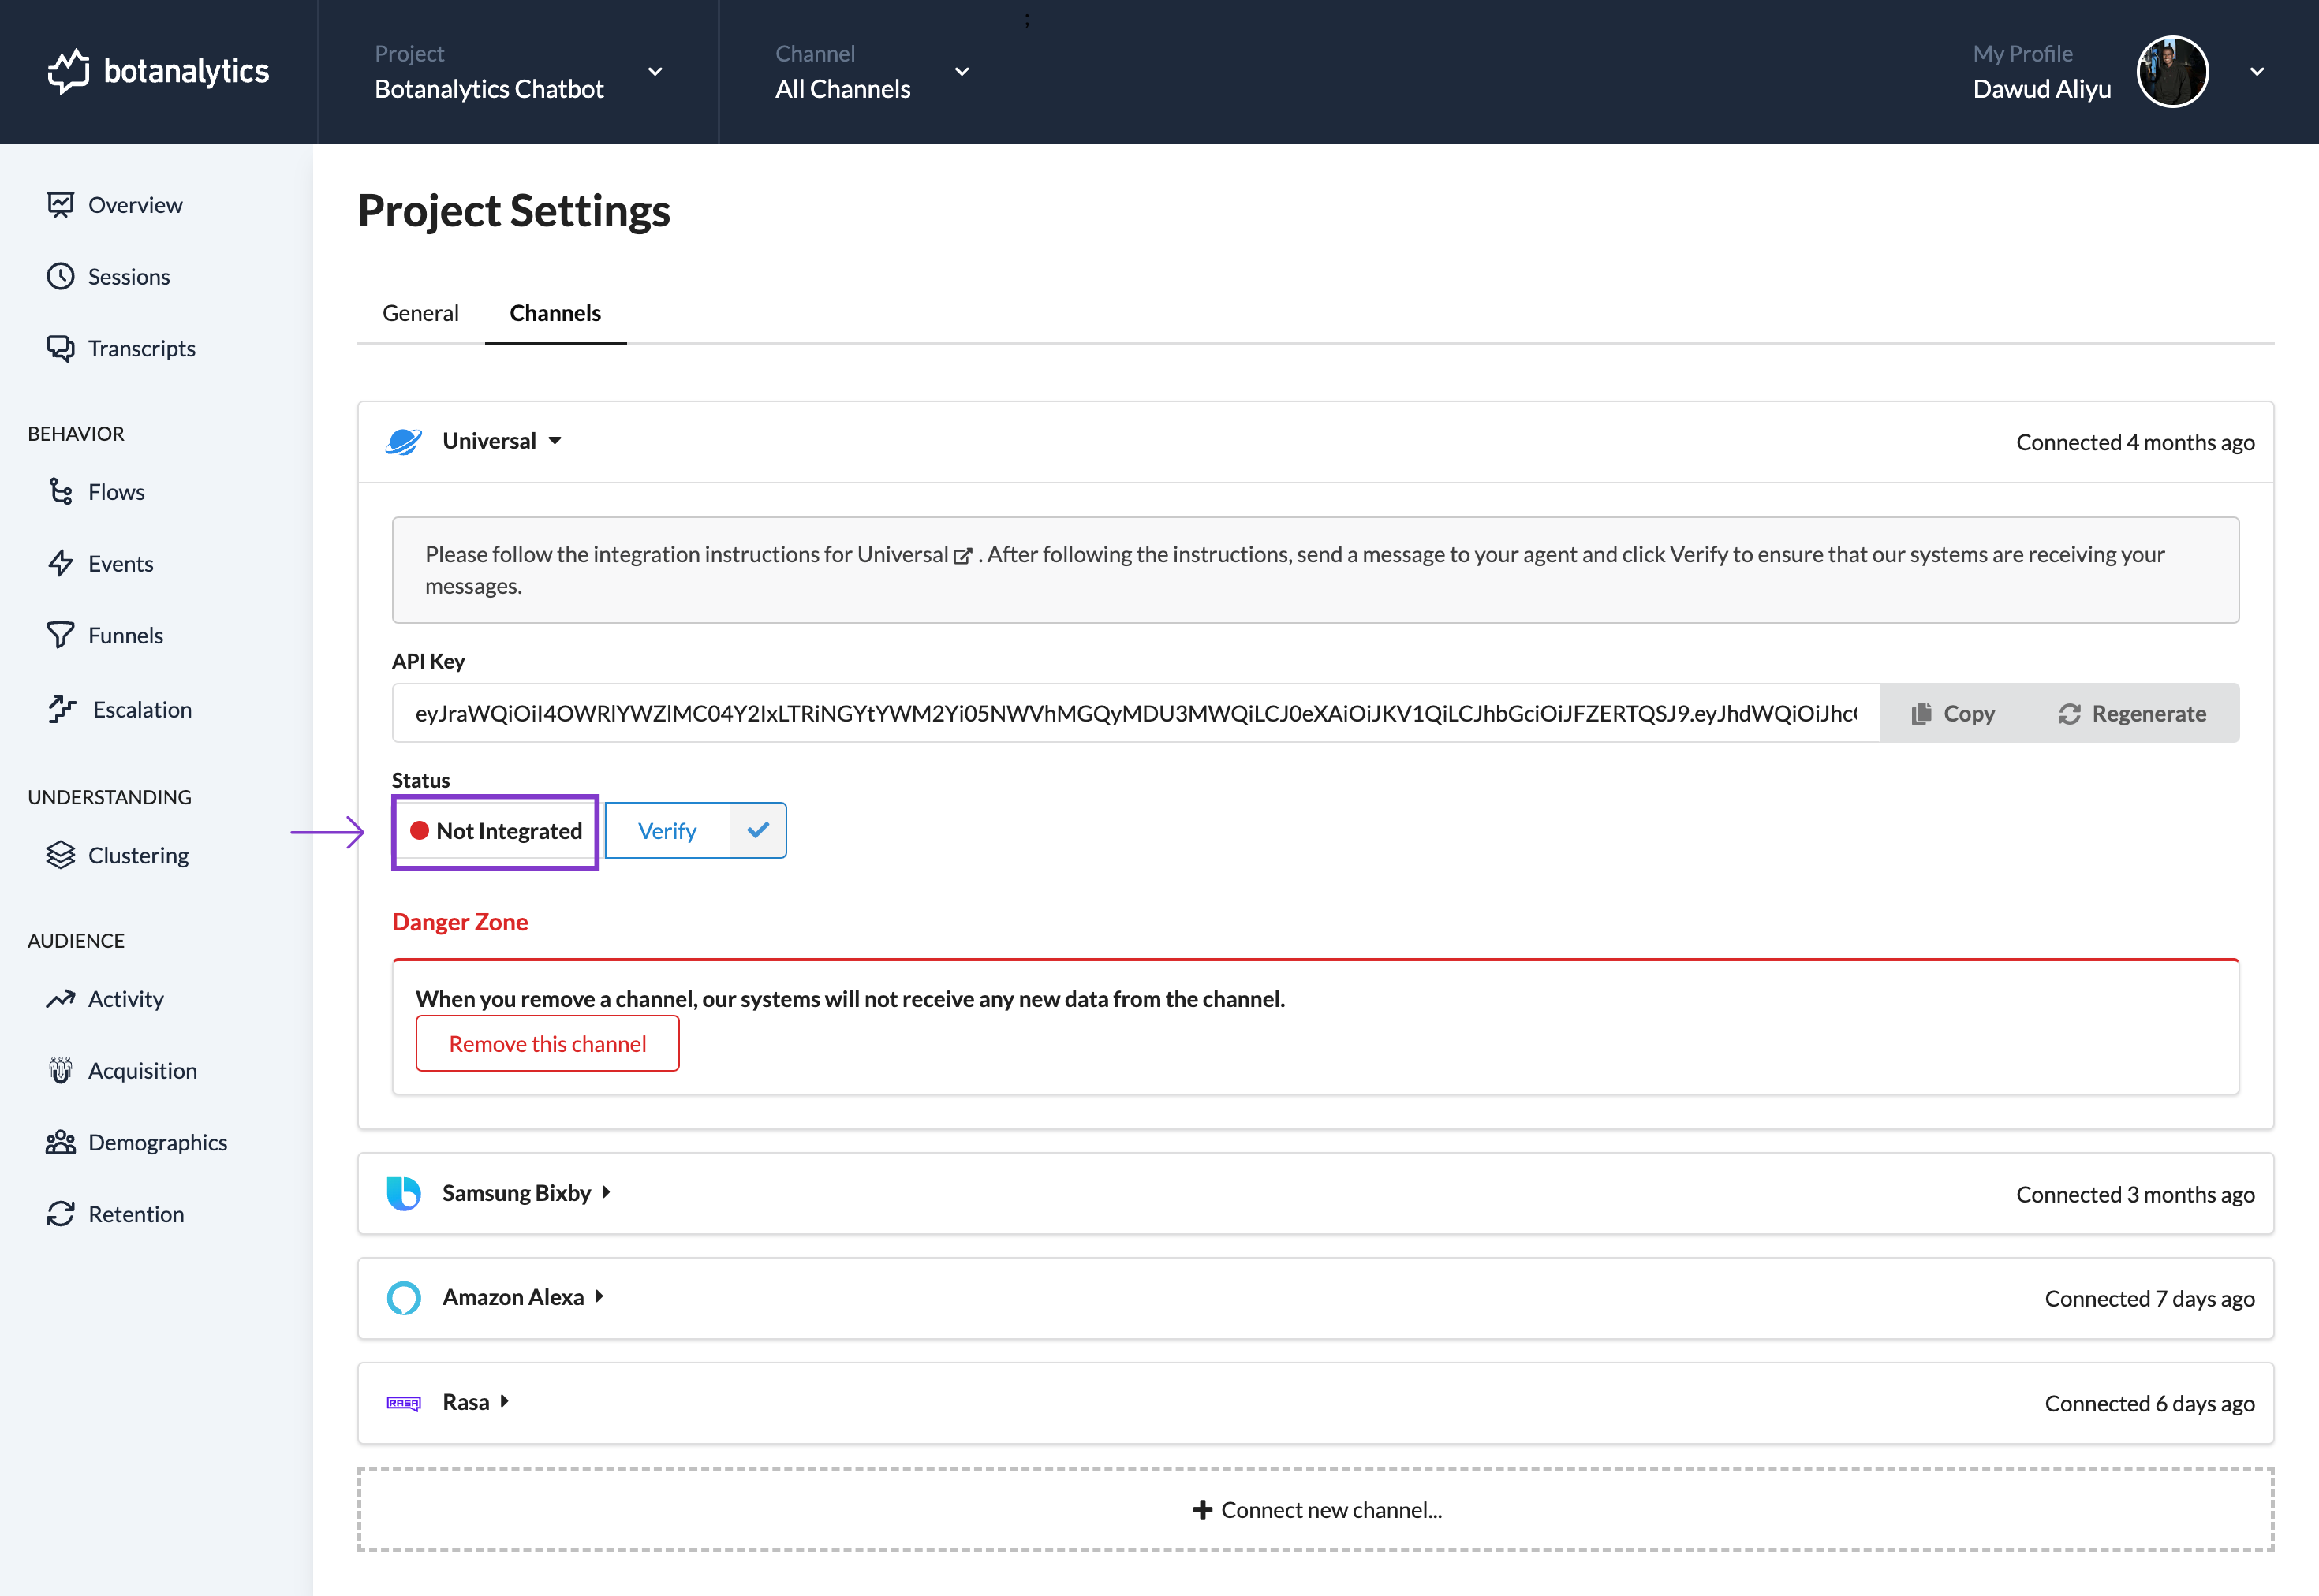 ;
botanalytics
Project
Botanalytics Chatbot
Channel
All Channels
My Profile
Dawud Aliyu
Overview
Sessions
Transcripts
BEHAVIOR
Flows
Events
Funnels
Escalation
UNDERSTANDING
Clustering
AUDIENCE
Activity
Acquisition
Demographics
Retention
Project Settings
General
Channels
Universal
Connected 4 months ago
Please follow the integration instructions for Universal . After following the instructions, send a message to your agent and click Verify to ensure that our systems are receiving your
messages.
API Key
eyJraWQiOiI4OWRlYWZlMC04Y2IxLTRiNGYtYWM2Yi05NWVhMGQyMDU3MWQiLCJ0eXAiOiJKV1QiLCJhbGciOiJFZERTQSJ9.eyJhdWQiOiJhc
Copy
Regenerate
Status
Not Integrated
Verify
Danger Zone
When you remove a channel, our systems will not receive any new data from the channel.
Remove this channel
Samsung Bixby
Connected 3 months ago
Amazon Alexa
Connected 7 days ago
RASA
Rasa
Connected 6 days ago
Connect new channel...